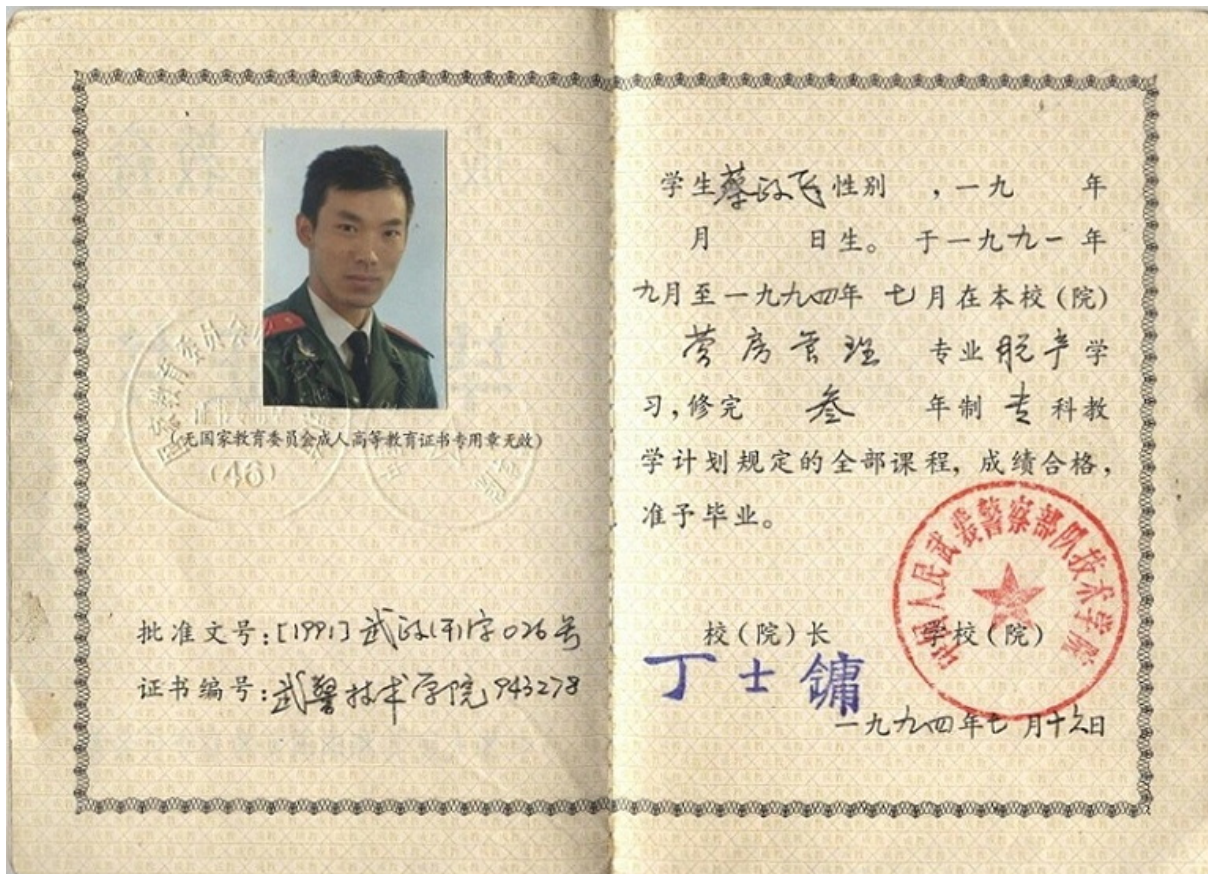 国家教育委员会
(46)
(无国家教育委员会成人高等教育证书专用章无效)
批准文号:[1991]武政(干)字026号
证书编号:武警技术学院943278
学生蔡政飞性别 ,一九 年
月 日生。 于一九九一年
九月至一九九四年 七月在本校(院)
营房管理 专业脱产学
习,修完 叁 年制 专 科教
学计划规定的全部课程, 成绩合格,
准予毕业。
中国人民武装警察部队技术学院
校(院)长 学校(院)
丁士镛
一九九四年七月十六日